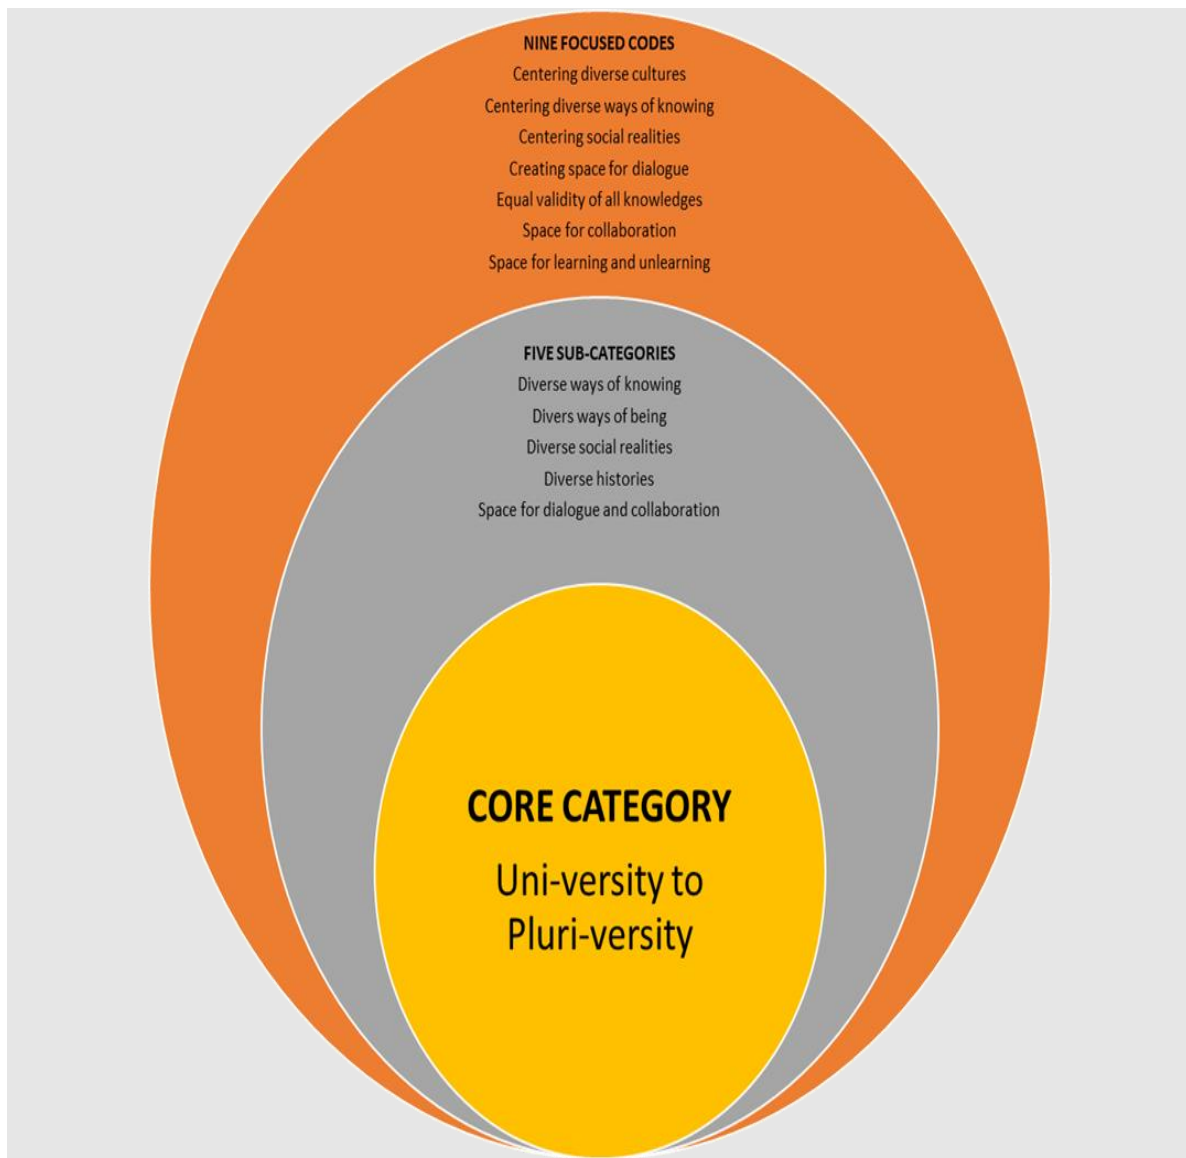 NINE FOCUSED CODES
Centering diverse cultures
Centering diverse ways of knowing
Centering social realities
Creating space for dialogue
Equal validity of all knowledges
Space for collaboration
Space for learning and unlearning
FIVE SUB-CATEGORIES
Diverse ways of knowing
Divers ways of being
Diverse social realities
Diverse histories
Space for dialogue and collaboration
CORE CATEGORY
Uni-versity to
Pluri-versity